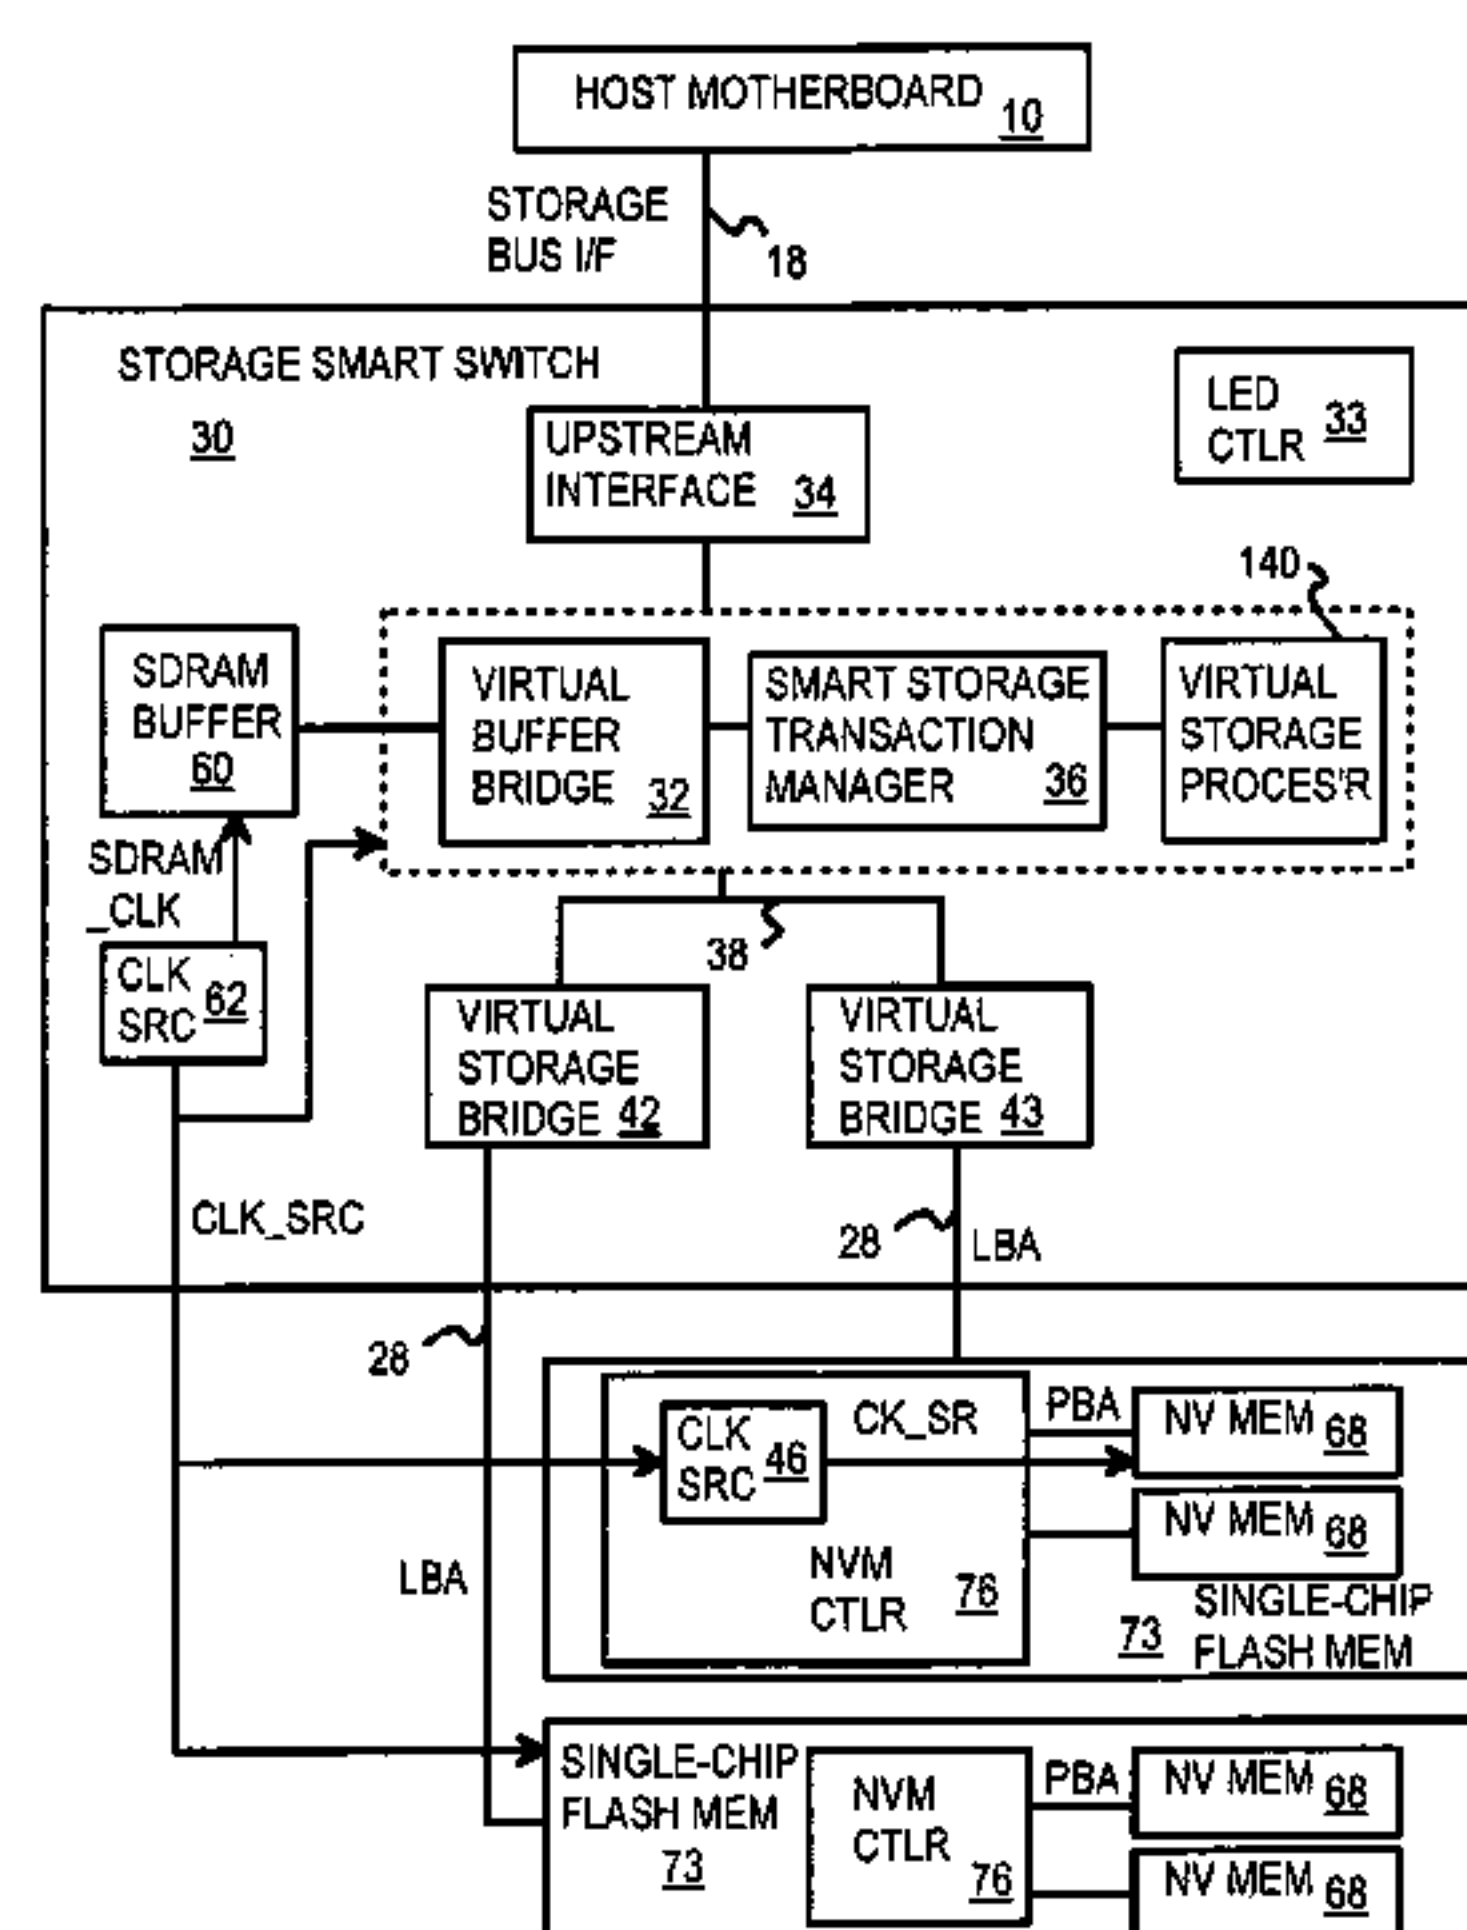 HOST MOTHERBOARD 10
STORAGE
BUS I/F
18
STORAGE SMART SWITCH
30
LED
CTLR 33
UPSTREAM
INTERFACE 34
140
SDRAM
BUFFER
60
VIRTUAL
BUFFER
BRIDGE 32
SMART STORAGE
TRANSACTION
MANAGER 36
VIRTUAL
STORAGE
PROCES'R
SDRAM
_CLK
38
CLK
SRC 62
VIRTUAL
STORAGE
BRIDGE 42
VIRTUAL
STORAGE
BRIDGE 43
CLK_SRC
28
LBA
28
CLK
SRC 46
CK_SR
PBA
NV MEM 68
NV MEM 68
NVM
CTLR 76
LBA
73
SINGLE-CHIP
FLASH MEM
SINGLE-CHIP
FLASH MEM
73
NVM
CTLR
76
PBA
NV MEM 68
NV MEM 68